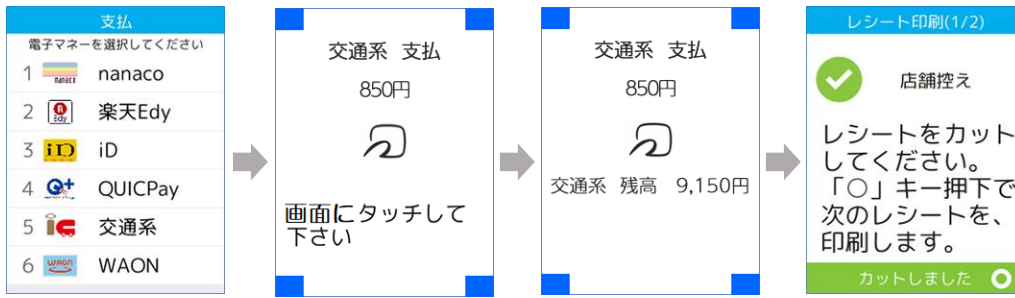 支払
電子マネーを選択してください
1 nanaco nanaco
2 R Edy 楽天Edy
3 iD iD
4 Q+ QUICPay
5 交通系
6 WAON WAON
交通系 支払
850円
画面にタッチして
下さい
交通系 支払
850円
交通系 残高 9,150円
レシート印刷(1/2)
店舗控え
レシートをカット
してください。
「○」キー押下で
次のレシートを、
印刷します。
カットしました